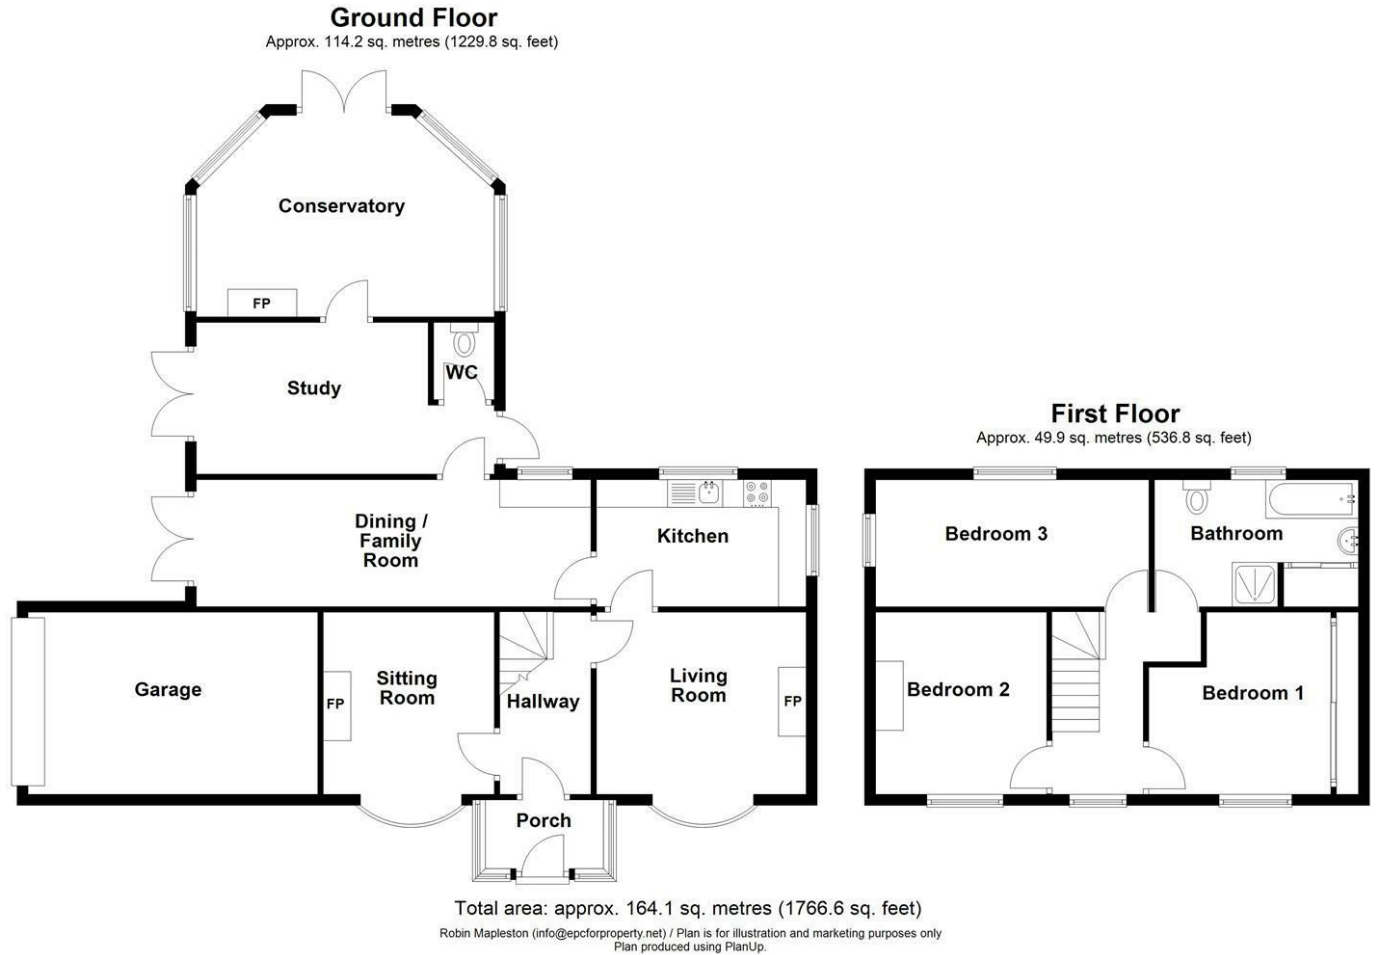 Ground Floor
Approx. 114.2 sq. metres (1229.8 sq. feet)
Conservatory
FP
Study
WC
Dining /
Family
Room
Kitchen
Garage
Sitting
Room
FP
Hallway
Living
Room
FP
Porch
First Floor
Approx. 49.9 sq. metres (536.8 sq. feet)
Bedroom 3
Bathroom
Bedroom 2
Bedroom 1
Total area: approx. 164.1 sq. metres (1766.6 sq. feet)
Robin Mapleston (info@epcforproperty.net) / Plan is for illustration and marketing purposes only
Plan produced using PlanUp.